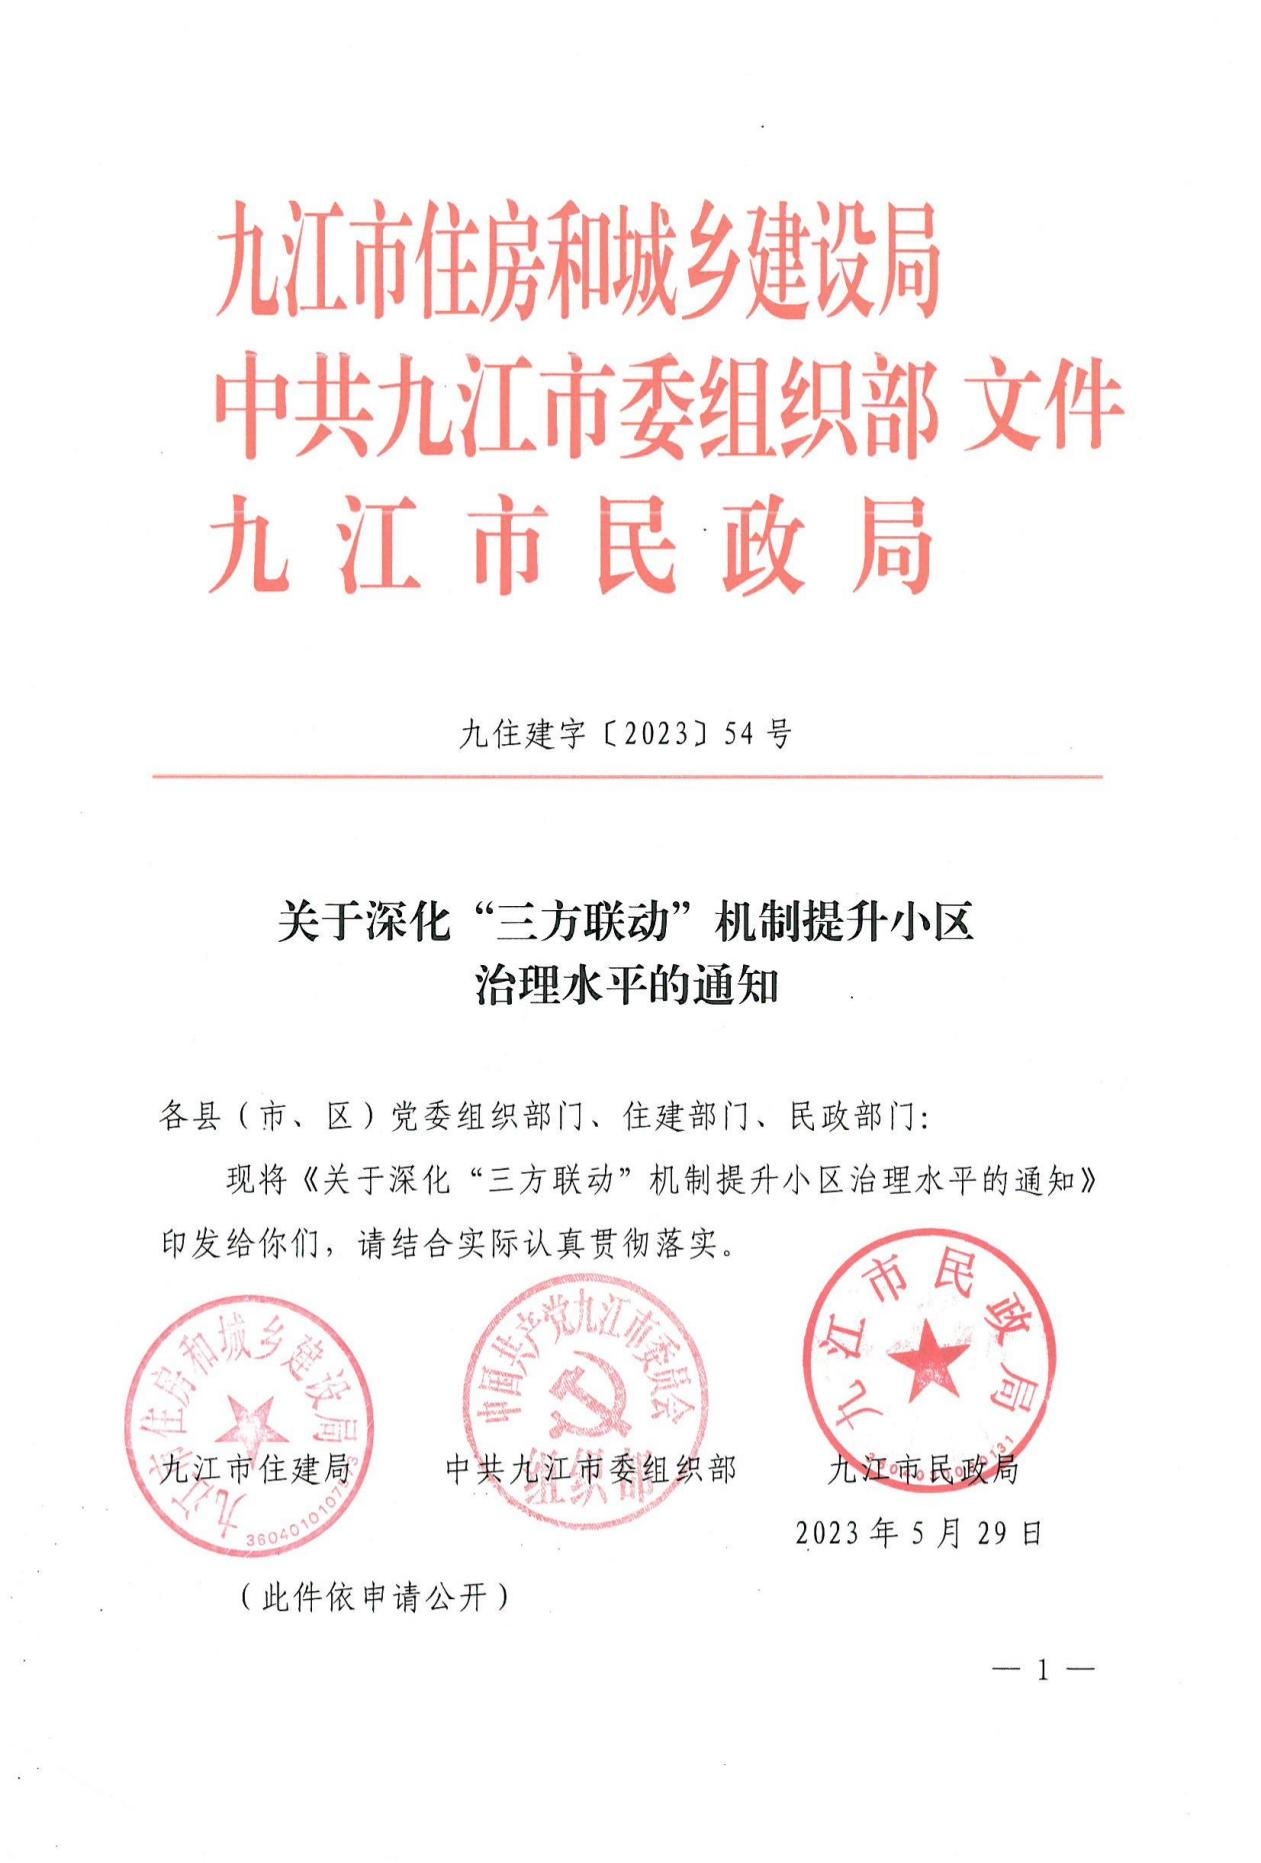 九江市住房和城乡建设局
中共九江市委组织部 文件
九江市民政局
九住建字〔2023〕54 号
关于深化“三方联动”机制提升小区
治理水平的通知
各县（市、区）党委组织部门、住建部门、民政部门：
现将《关于深化“三方联动”机制提升小区治理水平的通知》
印发给你们，请结合实际认真贯彻落实。
九江市住房和城乡建设局
中国共产党九江市委员会
组织部
九江市民政局
九江市住建局 中共九江市委组织部 九江市民政局
2023 年 5 月 29 日
（此件依申请公开）
— 1 —